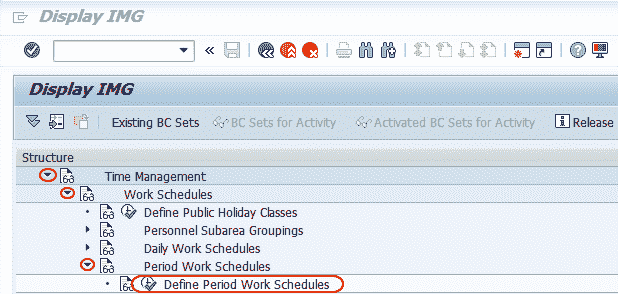 Display IMG
Display IMG
Existing BC Sets BC Sets for Activity Activated BC Sets for Activity Release
Structure
Time Management
Work Schedules
Define Public Holiday Classes
Personnel Subarea Groupings
Daily Work Schedules
Period Work Schedules
Define Period Work Schedules